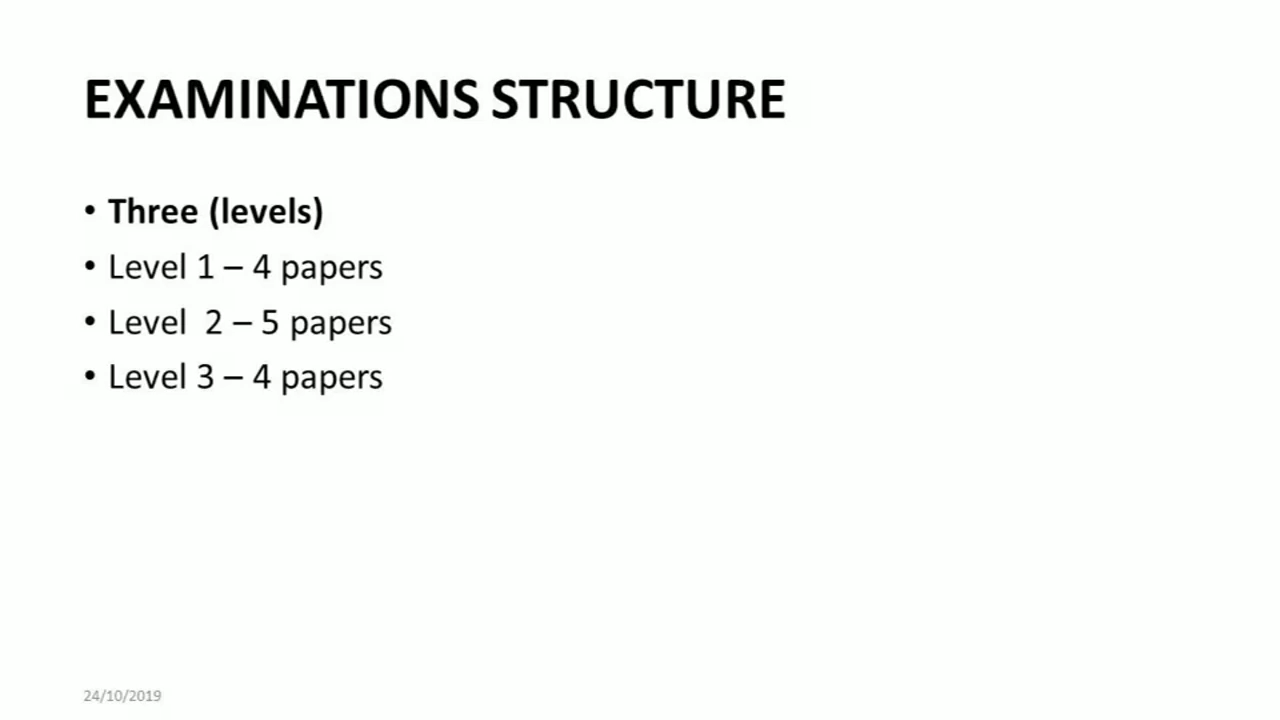 EXAMINATIONS STRUCTURE
• Three (levels)
• Level 1 – 4 papers
• Level  2 – 5 papers
• Level 3 – 4 papers
24/10/2019